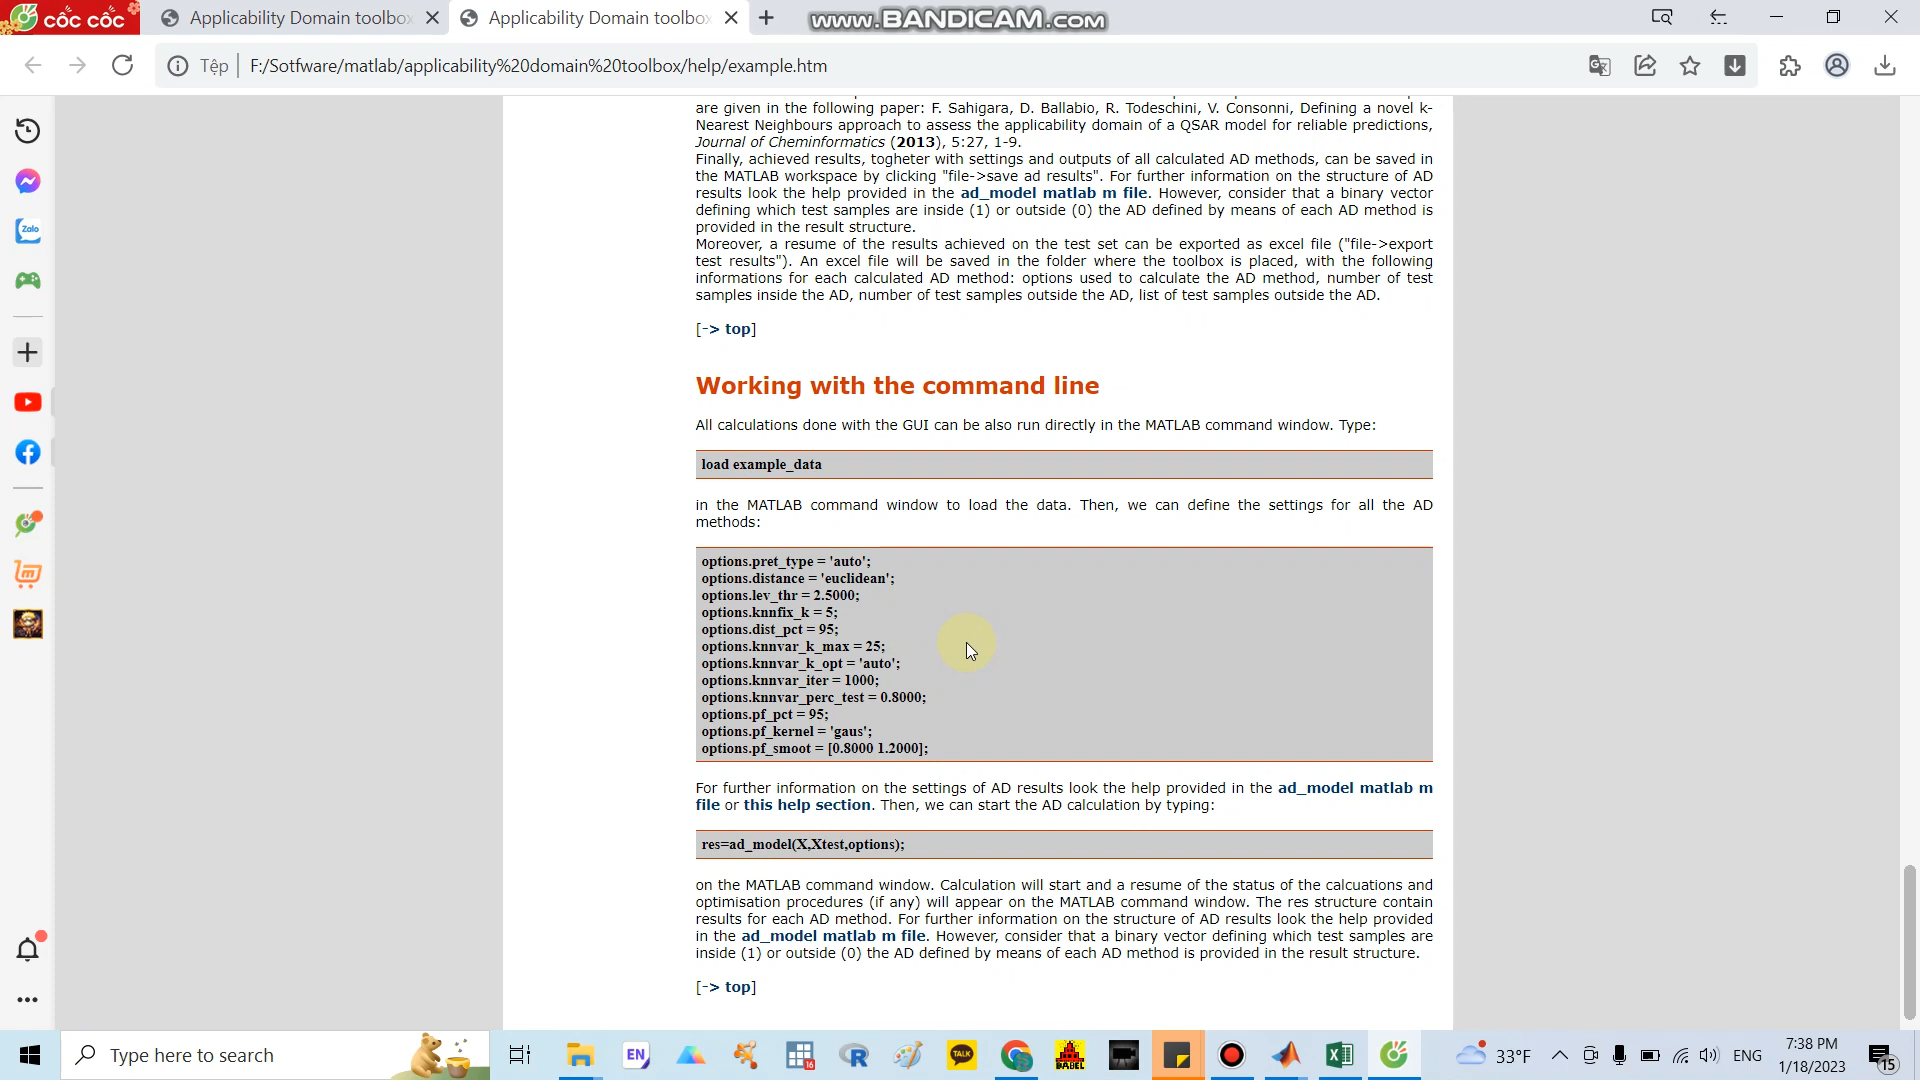 cốc cốc
Applicability Domain toolbox
Applicability Domain toolbox
www.BANDICAM.com
Tệp
F:/Sotfware/matlab/applicability%20domain%20toolbox/help/example.htm
are given in the following paper: F. Sahigara, D. Ballabio, R. Todeschini, V. Consonni, Defining a novel k-
Nearest Neighbours approach to assess the applicability domain of a QSAR model for reliable predictions,
Journal of Cheminformatics (2013), 5:27, 1-9.
Finally, achieved results, togheter with settings and outputs of all calculated AD methods, can be saved in
the MATLAB workspace by clicking "file->save ad results". For further information on the structure of AD
results look the help provided in the ad_model matlab m file. However, consider that a binary vector
defining which test samples are inside (1) or outside (0) the AD defined by means of each AD method is
provided in the result structure.
Moreover, a resume of the results achieved on the test set can be exported as excel file ("file->export
test results"). An excel file will be saved in the folder where the toolbox is placed, with the following
informations for each calculated AD method: options used to calculate the AD method, number of test
samples inside the AD, number of test samples outside the AD, list of test samples outside the AD.
[-> top]
Working with the command line
All calculations done with the GUI can be also run directly in the MATLAB command window. Type:
load example_data
in the MATLAB command window to load the data. Then, we can define the settings for all the AD
methods:
options.pret_type = 'auto';
options.distance = 'euclidean';
options.lev_thr = 2.5000;
options.knnfix_k = 5;
options.dist_pct = 95;
options.knnvar_k_max = 25;
options.knnvar_k_opt = 'auto';
options.knnvar_iter = 1000;
options.knnvar_perc_test = 0.8000;
options.pf_pct = 95;
options.pf_kernel = 'gaus';
options.pf_smoot = [0.8000 1.2000];
For further information on the settings of AD results look the help provided in the ad_model matlab m
file or this help section. Then, we can start the AD calculation by typing:
res=ad_model(X,Xtest,options);
on the MATLAB command window. Calculation will start and a resume of the status of the calcuations and
optimisation procedures (if any) will appear on the MATLAB command window. The res structure contain
results for each AD method. For further information on the structure of AD results look the help provided
in the ad_model matlab m file. However, consider that a binary vector defining which test samples are
inside (1) or outside (0) the AD defined by means of each AD method is provided in the result structure.
[-> top]
Zalo
Type here to search
EN
16
R
TALK
BABEL
33°F
ENG
7:38 PM
1/18/2023
15